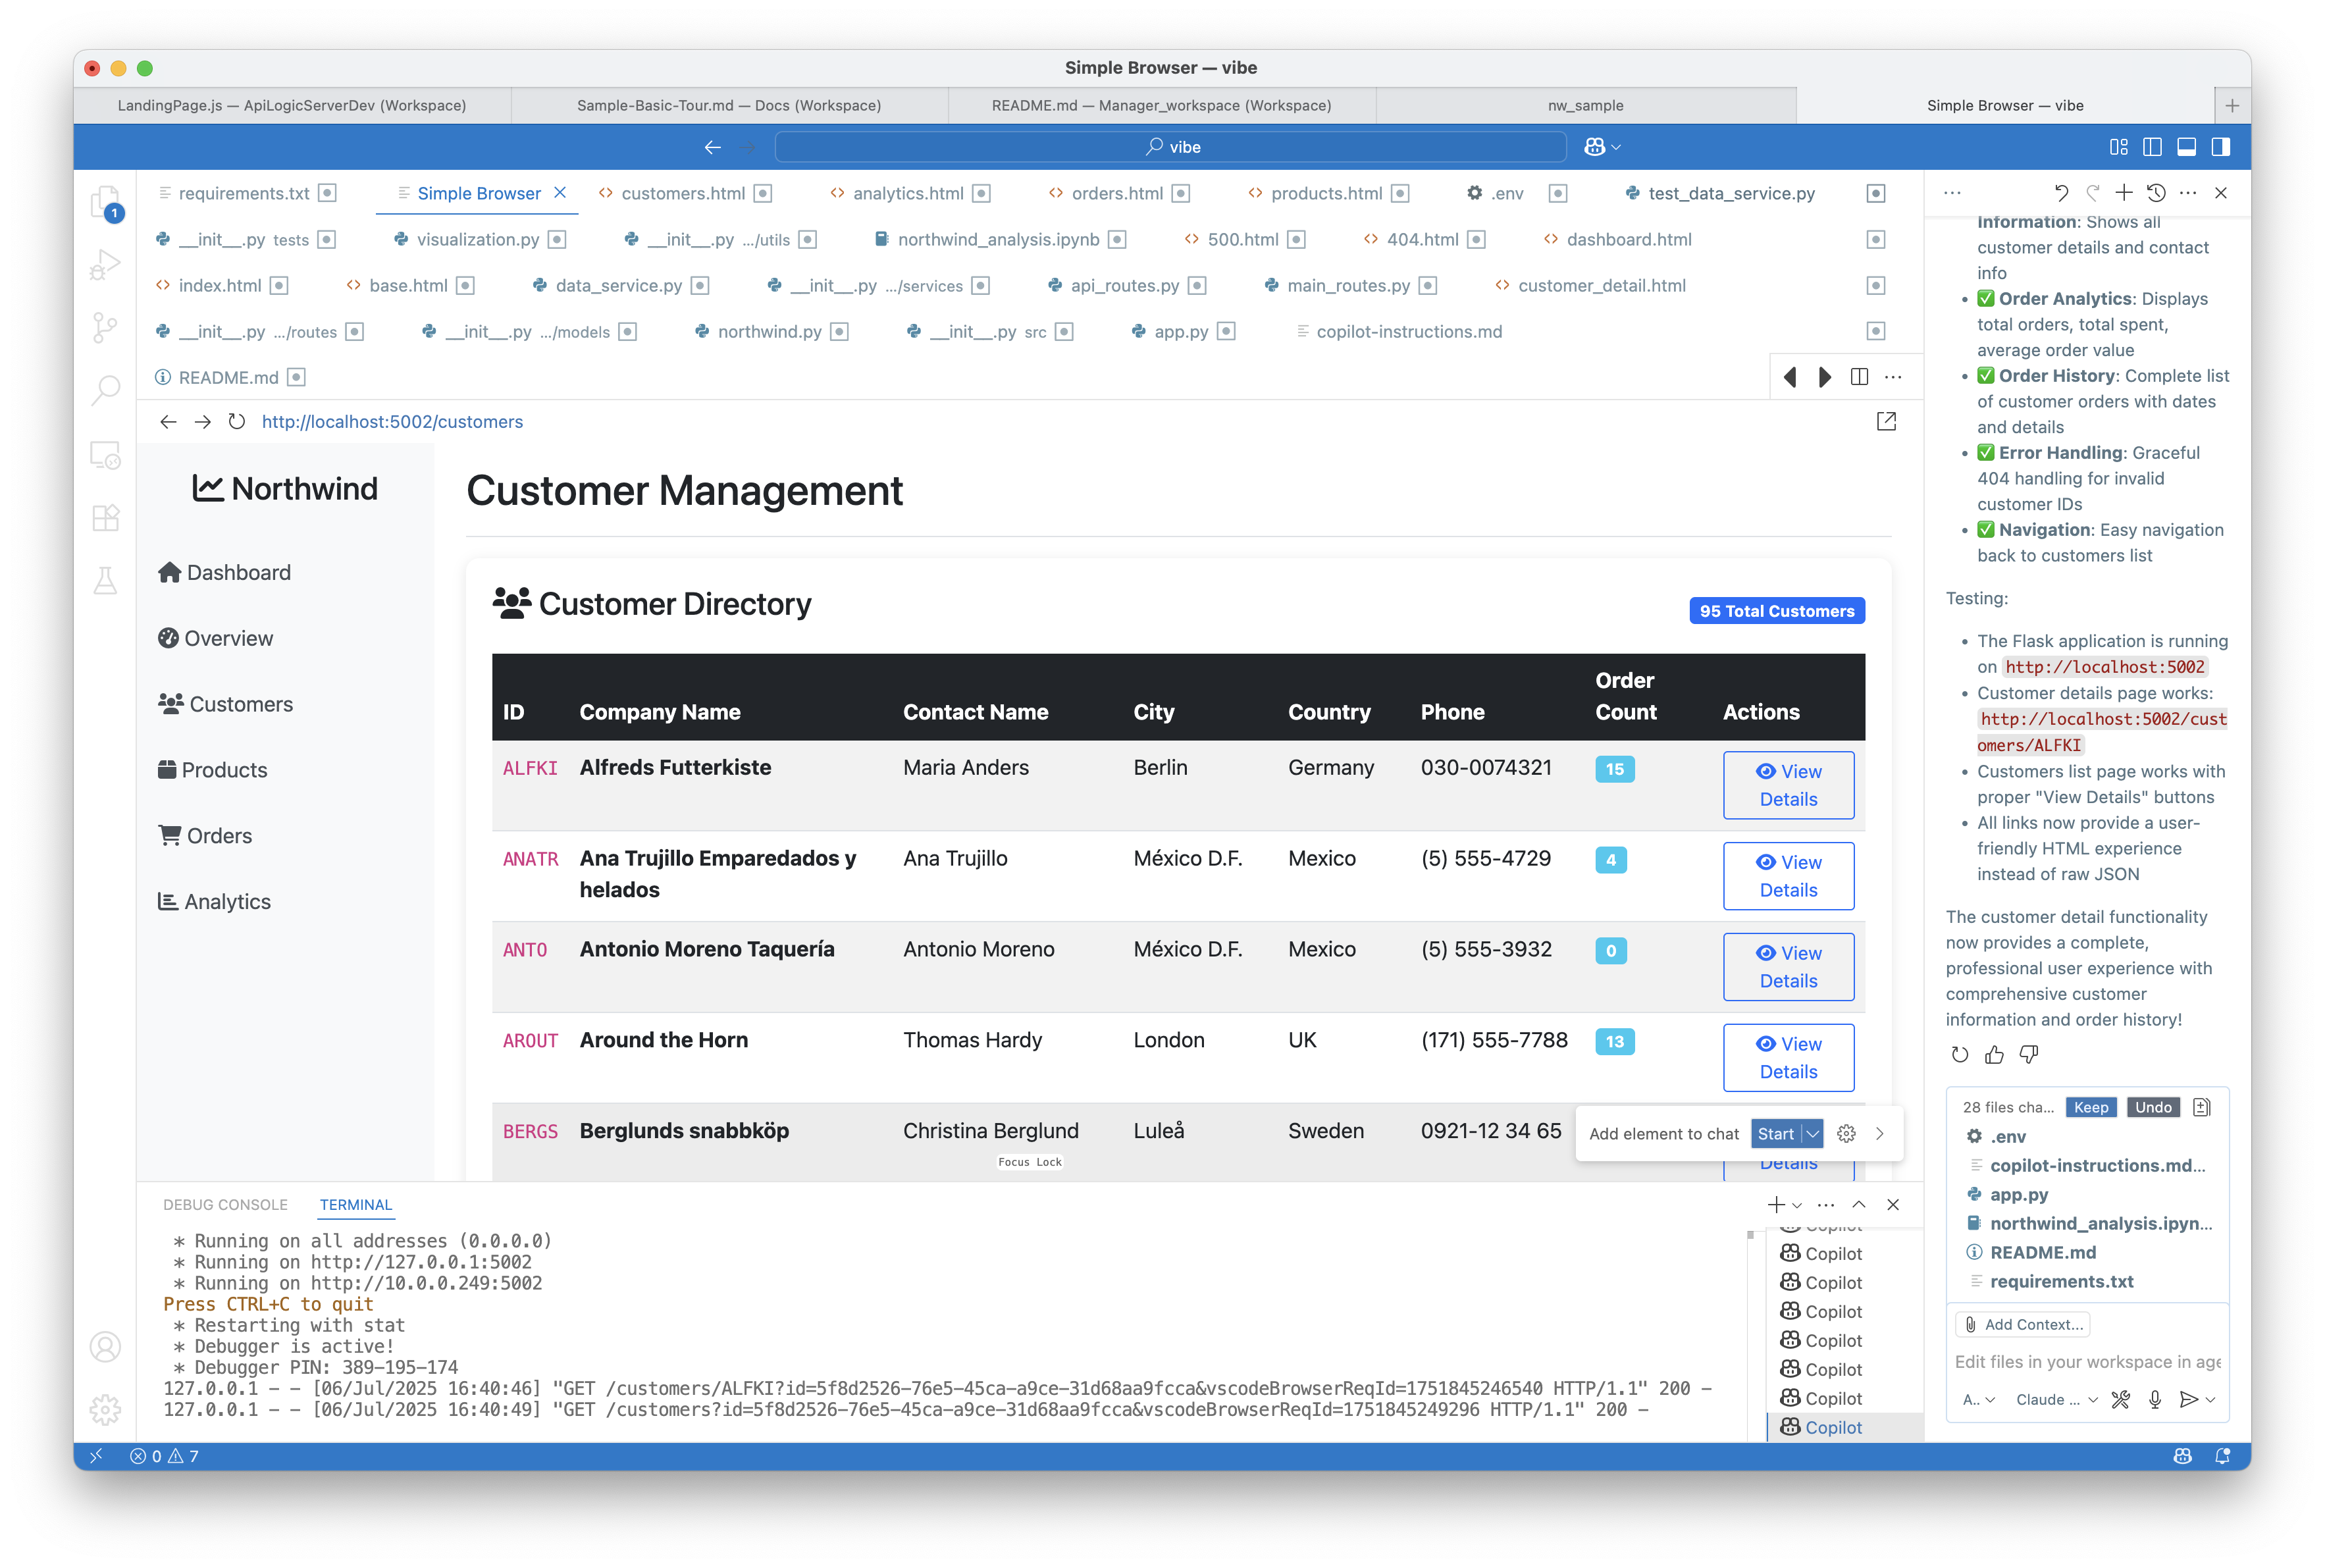 Simple Browser — vibe
LandingPage.js — ApiLogicServerDev (Workspace)
Sample-Basic-Tour.md — Docs (Workspace)
README.md — Manager_workspace (Workspace)
nw_sample
Simple Browser — vibe
vibe
1
requirements.txt
Simple Browser
customers.html
analytics.html
orders.html
products.html
.env
test_data_service.py
__init__.py tests
visualization.py
__init__.py .../utils
northwind_analysis.ipynb
500.html
404.html
dashboard.html
index.html
base.html
data_service.py
__init__.py .../services
api_routes.py
main_routes.py
customer_detail.html
__init__.py .../routes
__init__.py .../models
northwind.py
__init__.py src
app.py
copilot-instructions.md
README.md
http://localhost:5002/customers
Northwind
Dashboard
Overview
Customers
Products
Orders
Analytics
Customer Management
Customer Directory
95 Total Customers
ID Company Name Contact Name City Country Phone Order Count Actions
ALFKI Alfreds Futterkiste Maria Anders Berlin Germany 030-0074321 15 View Details
ANATR Ana Trujillo Emparedados y helados Ana Trujillo México D.F. Mexico (5) 555-4729 4 View Details
ANTO Antonio Moreno Taquería Antonio Moreno México D.F. Mexico (5) 555-3932 0 View Details
AROUT Around the Horn Thomas Hardy London UK (171) 555-7788 13 View Details
BERGS Berglunds snabbköp Christina Berglund Luleå Sweden 0921-12 34 65 Details
Focus Lock
Add element to chat Start
DEBUG CONSOLE TERMINAL
* Running on all addresses (0.0.0.0)
* Running on http://127.0.0.1:5002
* Running on http://10.0.0.249:5002
Press CTRL+C to quit
* Restarting with stat
* Debugger is active!
* Debugger PIN: 389-195-174
127.0.0.1 - - [06/Jul/2025 16:40:46] "GET /customers/ALFKI?id=5f8d2526-76e5-45ca-a9ce-31d68aa9fcca&vscodeBrowserReqId=1751845246540 HTTP/1.1" 200 -
127.0.0.1 - - [06/Jul/2025 16:40:49] "GET /customers?id=5f8d2526-76e5-45ca-a9ce-31d68aa9fcca&vscodeBrowserReqId=1751845249296 HTTP/1.1" 200 -
Copilot
Copilot
Copilot
Copilot
Copilot
Copilot
Copilot
Copilot
Information: Shows all
customer details and contact
info
• ✅ Order Analytics: Displays
total orders, total spent,
average order value
• ✅ Order History: Complete list
of customer orders with dates
and details
• ✅ Error Handling: Graceful
404 handling for invalid
customer IDs
• ✅ Navigation: Easy navigation
back to customers list
Testing:
• The Flask application is running
on http://localhost:5002
• Customer details page works:
http://localhost:5002/cust
omers/ALFKI
• Customers list page works with
proper "View Details" buttons
• All links now provide a user-
friendly HTML experience
instead of raw JSON
The customer detail functionality
now provides a complete,
professional user experience with
comprehensive customer
information and order history!
28 files cha... Keep Undo
.env
copilot-instructions.md...
app.py
northwind_analysis.ipyn...
README.md
requirements.txt
Add Context...
Edit files in your workspace in age
A.. Claude ...
0 7